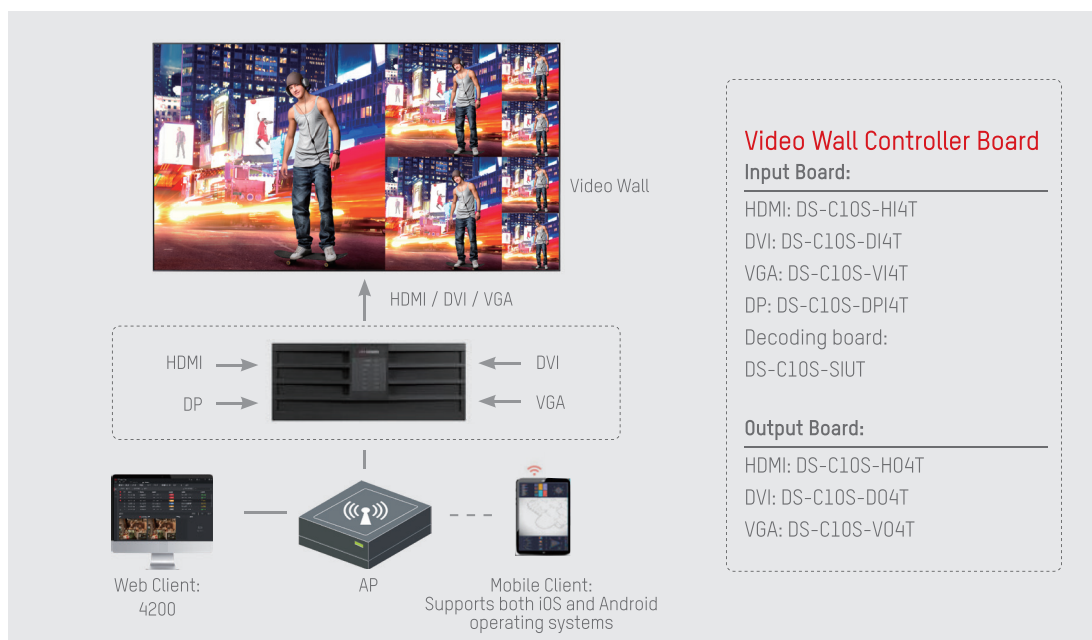 Video Wall
HDMI / DVI / VGA
HDMI
DVI
DP
VGA
Web Client:
4200
AP
Mobile Client:
Supports both iOS and Android
operating systems
Video Wall Controller Board
Input Board:
HDMI: DS-C10S-HI4T
DVI: DS-C10S-DI4T
VGA: DS-C10S-VI4T
DP: DS-C10S-DPI4T
Decoding board:
DS-C10S-SIUT
Output Board:
HDMI: DS-C10S-HO4T
DVI: DS-C10S-DO4T
VGA: DS-C10S-VO4T